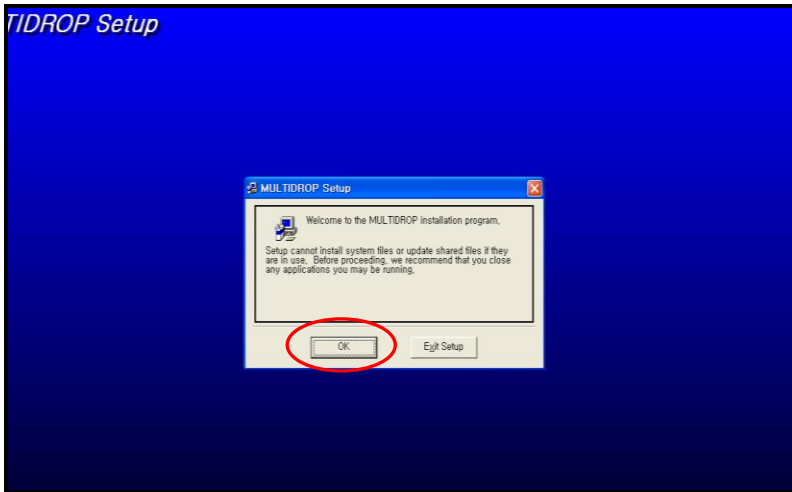 TIDROP Setup
MULTIDROP Setup
Welcome to the MULTIDROP installation program.
Setup cannot install system files or update shared files if they
are in use. Before proceeding, we recommend that you close
any applications you may be running.
OK
Exit Setup